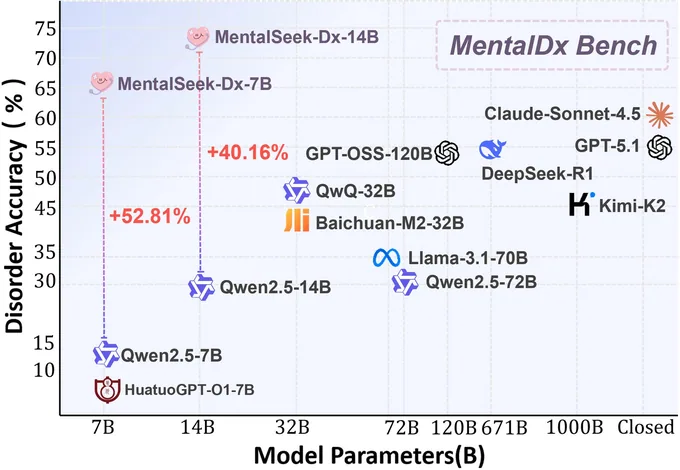 MentalDx Bench
Disorder Accuracy ( % )
75
70
65
60
55
50
45
35
30
15
10
MentalSeek-Dx-14B
MentalSeek-Dx-7B
Claude-Sonnet-4.5
GPT-5.1
GPT-OSS-120B
DeepSeek-R1
+40.16%
QwQ-32B
Kimi-K2
+52.81%
Baichuan-M2-32B
Llama-3.1-70B
Qwen2.5-14B
Qwen2.5-72B
Qwen2.5-7B
HuatuoGPT-O1-7B
7B
14B
32B
72B
120B
671B
1000B
Closed
Model Parameters(B)